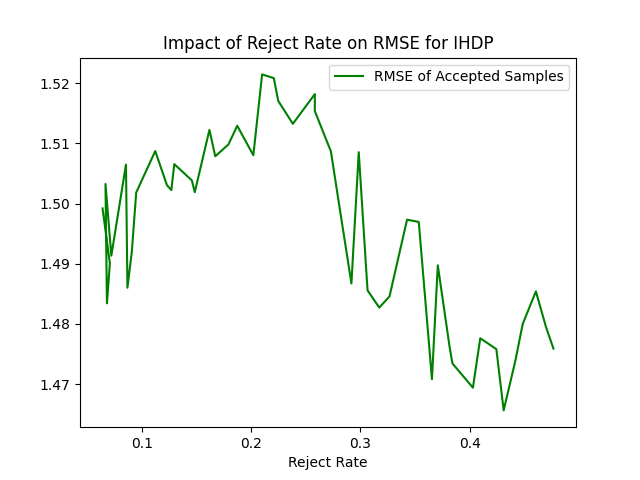 Impact of Reject Rate on RMSE for IHDP
RMSE of Accepted Samples
1.52
1.51
1.50
1.49
1.48
1.47
0.1 0.2 0.3 0.4
Reject Rate